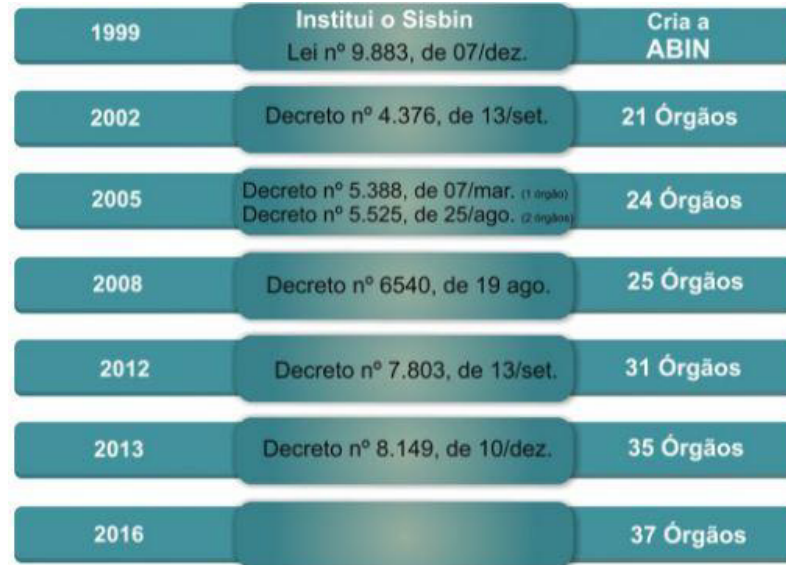 1999
Institui o Sisbin
Lei nº 9.883, de 07/dez.
Cria a
ABIN
2002
Decreto nº 4.376, de 13/set.
21 Órgãos
2005
Decreto nº 5.388, de 07/mar. (1 órgão)
Decreto nº 5.525, de 25/ago. (2 órgãos)
24 Órgãos
2008
Decreto nº 6540, de 19 ago.
25 Órgãos
2012
Decreto nº 7.803, de 13/set.
31 Órgãos
2013
Decreto nº 8.149, de 10/dez.
35 Órgãos
2016
37 Órgãos